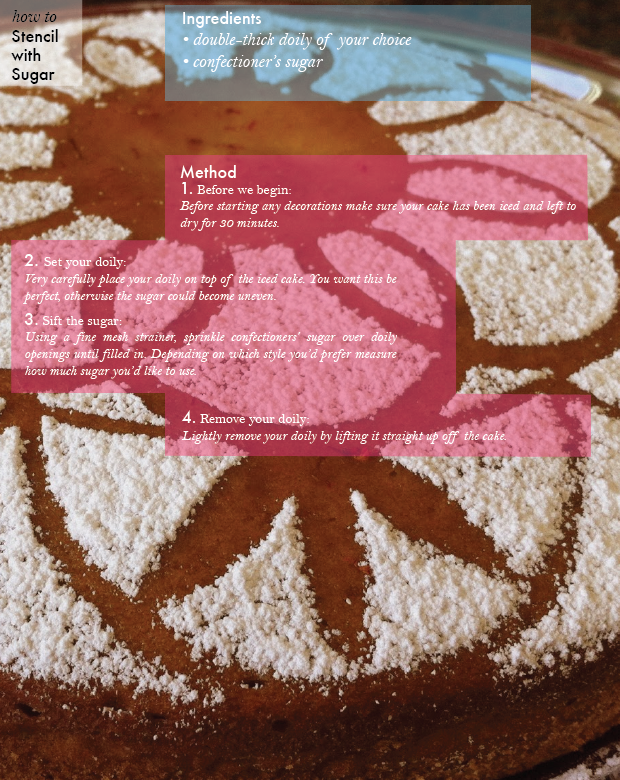 how to
Stencil
with
Sugar
Ingredients
• double-thick doily of your choice
• confectioner's sugar
Method
1. Before we begin:
Before starting any decorations make sure your cake has been iced and left to
dry for 30 minutes.
2. Set your doily:
Very carefully place your doily on top of the iced cake. You want this be
perfect, otherwise the sugar could become uneven.
3. Sift the sugar:
Using a fine mesh strainer, sprinkle confectioners' sugar over doily
openings until filled in. Depending on which style you'd prefer measure
how much sugar you'd like to use.
4. Remove your doily:
Lightly remove your doily by lifting it straight up off the cake.